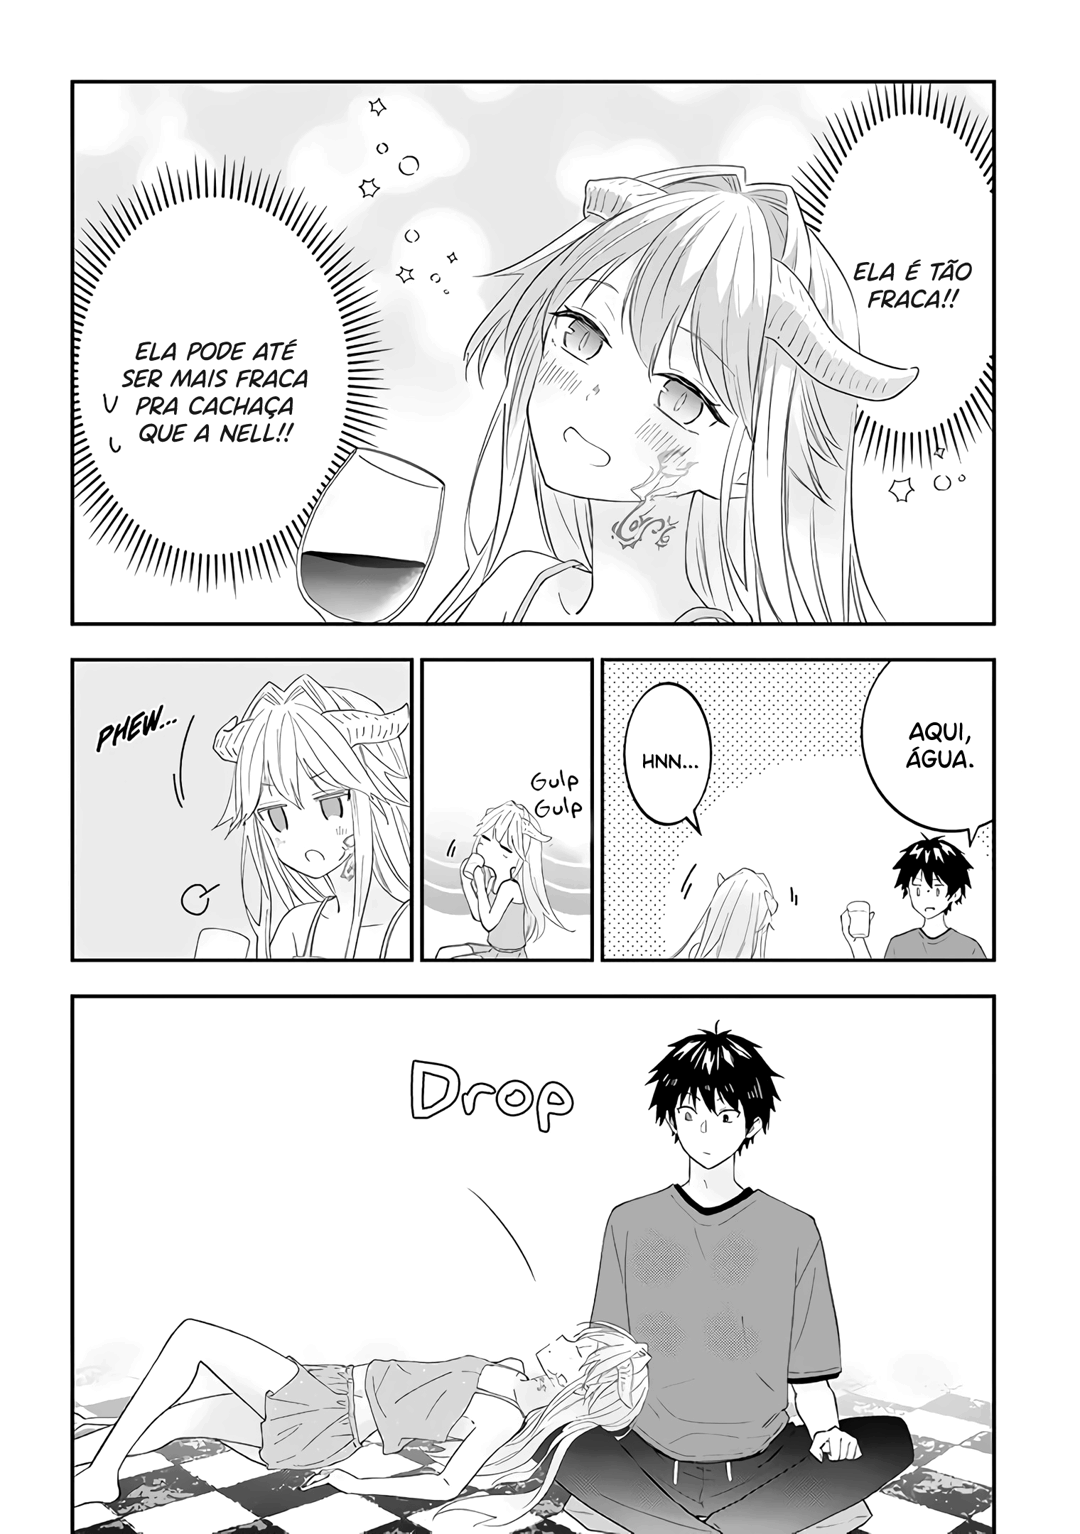 ELA É TÃO
FRACA!!
ELA PODE ATÉ
SER MAIS FRACA
PRA CACHAÇA
QUE A NELL!!
AQUI,
ÁGUA.
HNN...
Gulp
Gulp
PHEW...
Drop